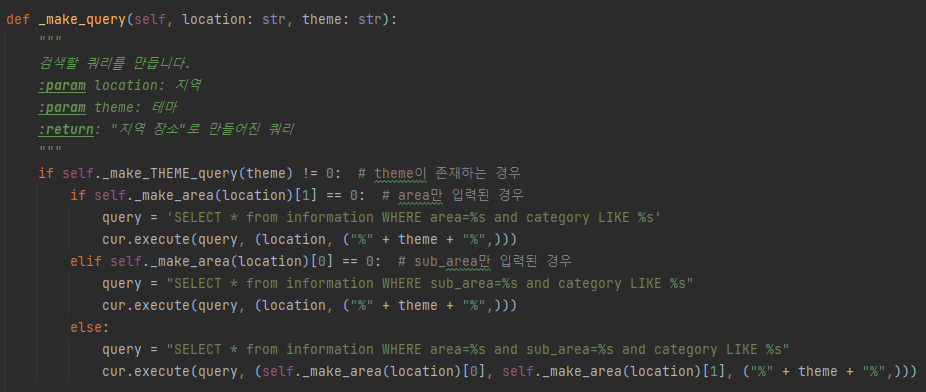 def _make_query(self, location: str, theme: str):
    """
    검색할 쿼리를 만듭니다.
    :param location: 지역
    :param theme: 테마
    :return: "지역 장소"로 만들어진 쿼리
    """
    if self._make_THEME_query(theme) != 0:  # theme이 존재하는 경우
        if self._make_area(location)[1] == 0:  # area만 입력된 경우
            query = 'SELECT * from information WHERE area=%s and category LIKE %s'
            cur.execute(query, (location, ("%" + theme + "%",)))
        elif self._make_area(location)[0] == 0:  # sub_area만 입력된 경우
            query = "SELECT * from information WHERE sub_area=%s and category LIKE %s"
            cur.execute(query, (location, ("%" + theme + "%",)))
        else:
            query = "SELECT * from information WHERE area=%s and sub_area=%s and category LIKE %s"
            cur.execute(query, (self._make_area(location)[0], self._make_area(location)[1], ("%" + theme + "%",)))